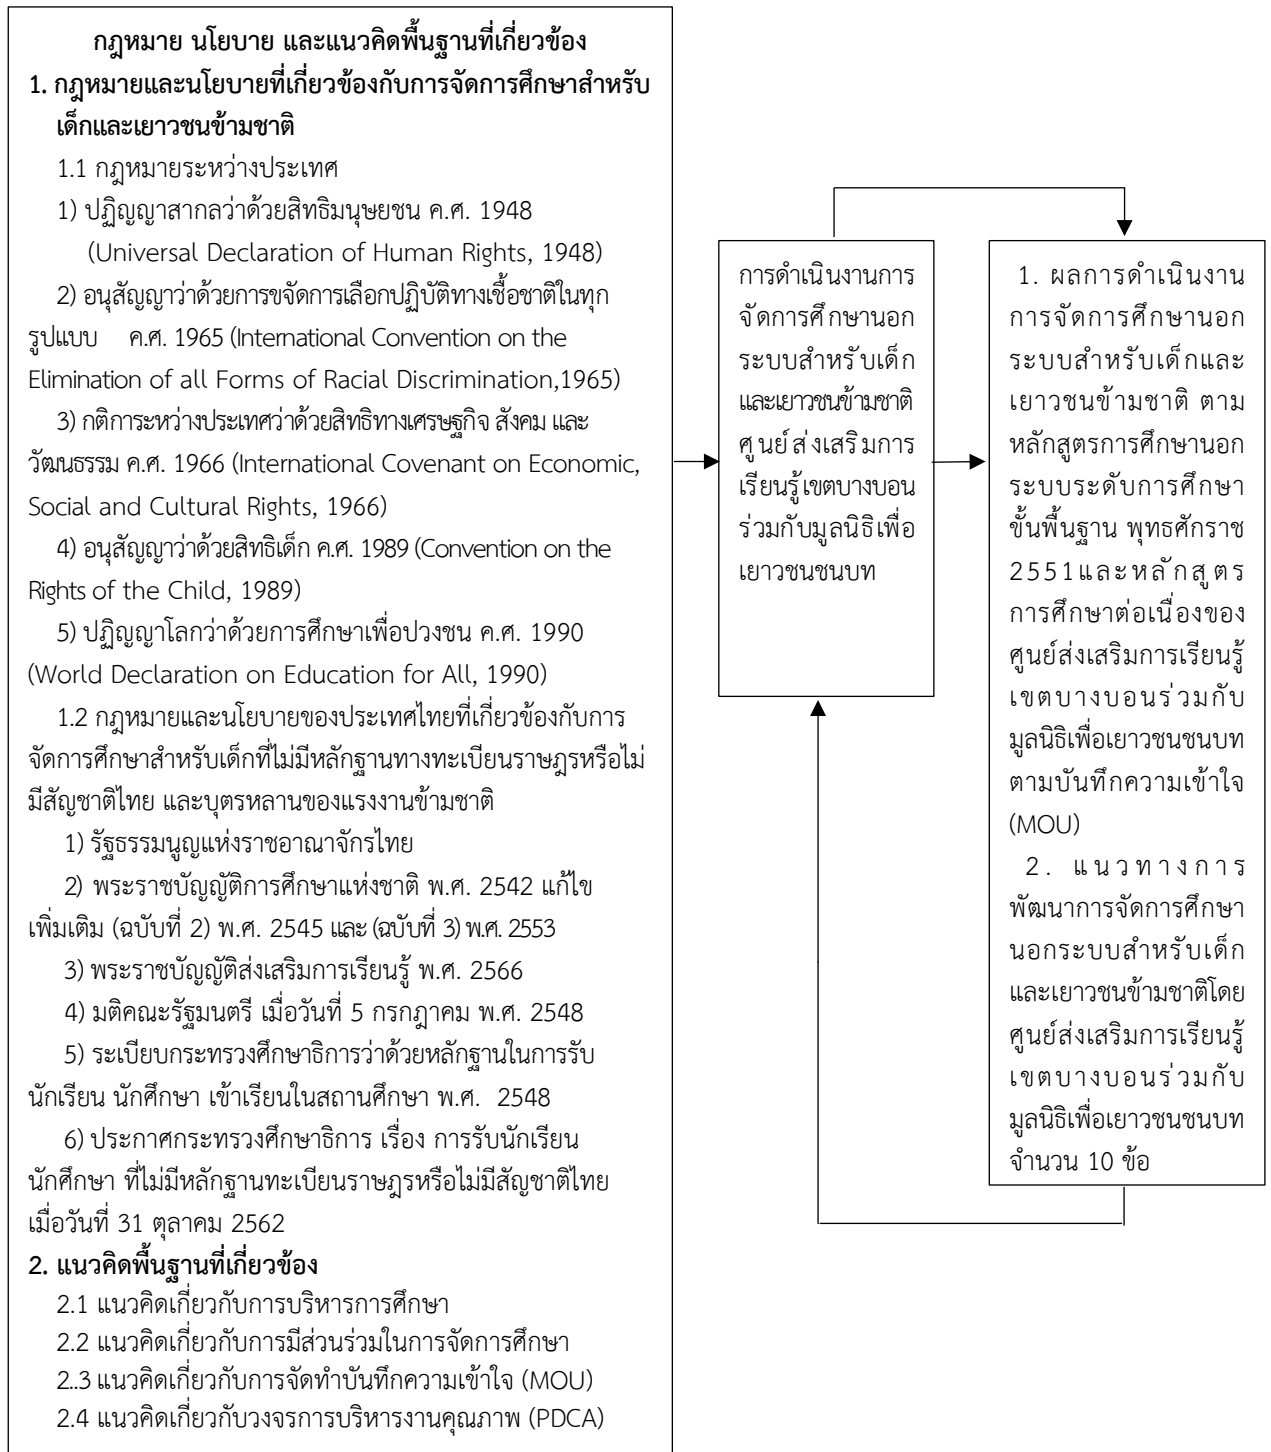 กฎหมาย นโยบาย และแนวคิดพื้นฐานที่เกี่ยวข้อง
1. กฎหมายและนโยบายที่เกี่ยวข้องกับการจัดการศึกษาสำหรับ
เด็กและเยาวชนข้ามชาติ
1.1 กฎหมายระหว่างประเทศ
1) ปฏิญญาสากลว่าด้วยสิทธิมนุษยชน ค.ศ. 1948
(Universal Declaration of Human Rights, 1948)
2) อนุสัญญาว่าด้วยการขจัดการเลือกปฏิบัติทางเชื้อชาติในทุก
รูปแบบ ค.ศ. 1965 (International Convention on the
Elimination of all Forms of Racial Discrimination,1965)
3) กติการะหว่างประเทศว่าด้วยสิทธิทางเศรษฐกิจ สังคม และ
วัฒนธรรม ค.ศ. 1966 (International Covenant on Economic,
Social and Cultural Rights, 1966)
4) อนุสัญญาว่าด้วยสิทธิเด็ก ค.ศ. 1989 (Convention on the
Rights of the Child, 1989)
5) ปฏิญญาโลกว่าด้วยการศึกษาเพื่อปวงชน ค.ศ. 1990
(World Declaration on Education for All, 1990)
1.2 กฎหมายและนโยบายของประเทศไทยที่เกี่ยวข้องกับการ
จัดการศึกษาสำหรับเด็กที่ไม่มีหลักฐานทางทะเบียนราษฎรหรือไม่
มีสัญชาติไทย และบุตรหลานของแรงงานข้ามชาติ
1) รัฐธรรมนูญแห่งราชอาณาจักรไทย
2) พระราชบัญญัติการศึกษาแห่งชาติ พ.ศ. 2542 แก้ไข
เพิ่มเติม (ฉบับที่ 2) พ.ศ. 2545 และ (ฉบับที่ 3) พ.ศ. 2553
3) พระราชบัญญัติส่งเสริมการเรียนรู้ พ.ศ. 2566
4) มติคณะรัฐมนตรี เมื่อวันที่ 5 กรกฎาคม พ.ศ. 2548
5) ระเบียบกระทรวงศึกษาธิการว่าด้วยหลักฐานในการรับ
นักเรียน นักศึกษา เข้าเรียนในสถานศึกษา พ.ศ. 2548
6) ประกาศกระทรวงศึกษาธิการ เรื่อง การรับนักเรียน
นักศึกษา ที่ไม่มีหลักฐานทะเบียนราษฎรหรือไม่มีสัญชาติไทย
เมื่อวันที่ 31 ตุลาคม 2562
2. แนวคิดพื้นฐานที่เกี่ยวข้อง
2.1 แนวคิดเกี่ยวกับการบริหารการศึกษา
2.2 แนวคิดเกี่ยวกับการมีส่วนร่วมในการจัดการศึกษา
2..3 แนวคิดเกี่ยวกับการจัดทำบันทึกความเข้าใจ (MOU)
2.4 แนวคิดเกี่ยวกับวงจรการบริหารงานคุณภาพ (PDCA)
การดำเนินงานการ
จัดการศึกษานอก
ระบบสำหรับเด็ก
และเยาวชนข้ามชาติ
ศูนย์ส่งเสริมการ
เรียนรู้เขตบางบอน
ร่วมกับมูลนิธิเพื่อ
เยาวชนชนบท
1. ผลการดำเนินงาน
การจัดการศึกษานอก
ระบบสำหรับเด็กและ
เยาวชนข้ามชาติ ตาม
หลักสูตรการศึกษานอก
ระบบระดับการศึกษา
ขั้นพื้นฐาน พุทธศักราช
2551และหลักสูตร
การศึกษาต่อเนื่องของ
ศูนย์ส่งเสริมการเรียนรู้
เขตบางบอนร่วมกับ
มูลนิธิเพื่อเยาวชนชนบท
ตามบันทึกความเข้าใจ
(MOU)
2. แนวทางการ
พัฒนาการจัดการศึกษา
นอกระบบสำหรับเด็ก
และเยาวชนข้ามชาติโดย
ศูนย์ส่งเสริมการเรียนรู้
เขตบางบอนร่วมกับ
มูลนิธิเพื่อเยาวชนชนบท
จำนวน 10 ข้อ